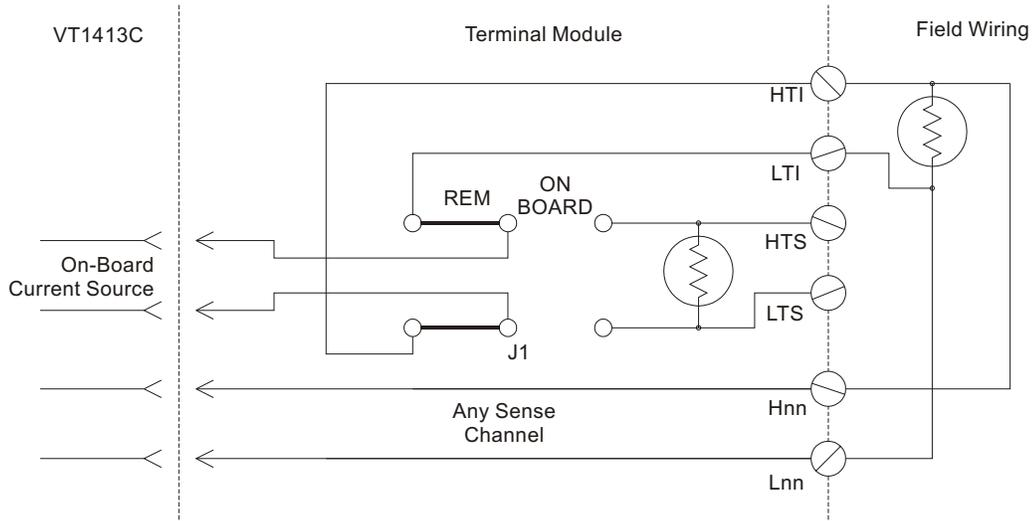 VT1413C
Terminal Module
Field Wiring
HTI
LTI
REM
ON
BOARD
HTS
On-Board
Current Source
LTS
J1
Hnn
Any Sense
Channel
Lnn